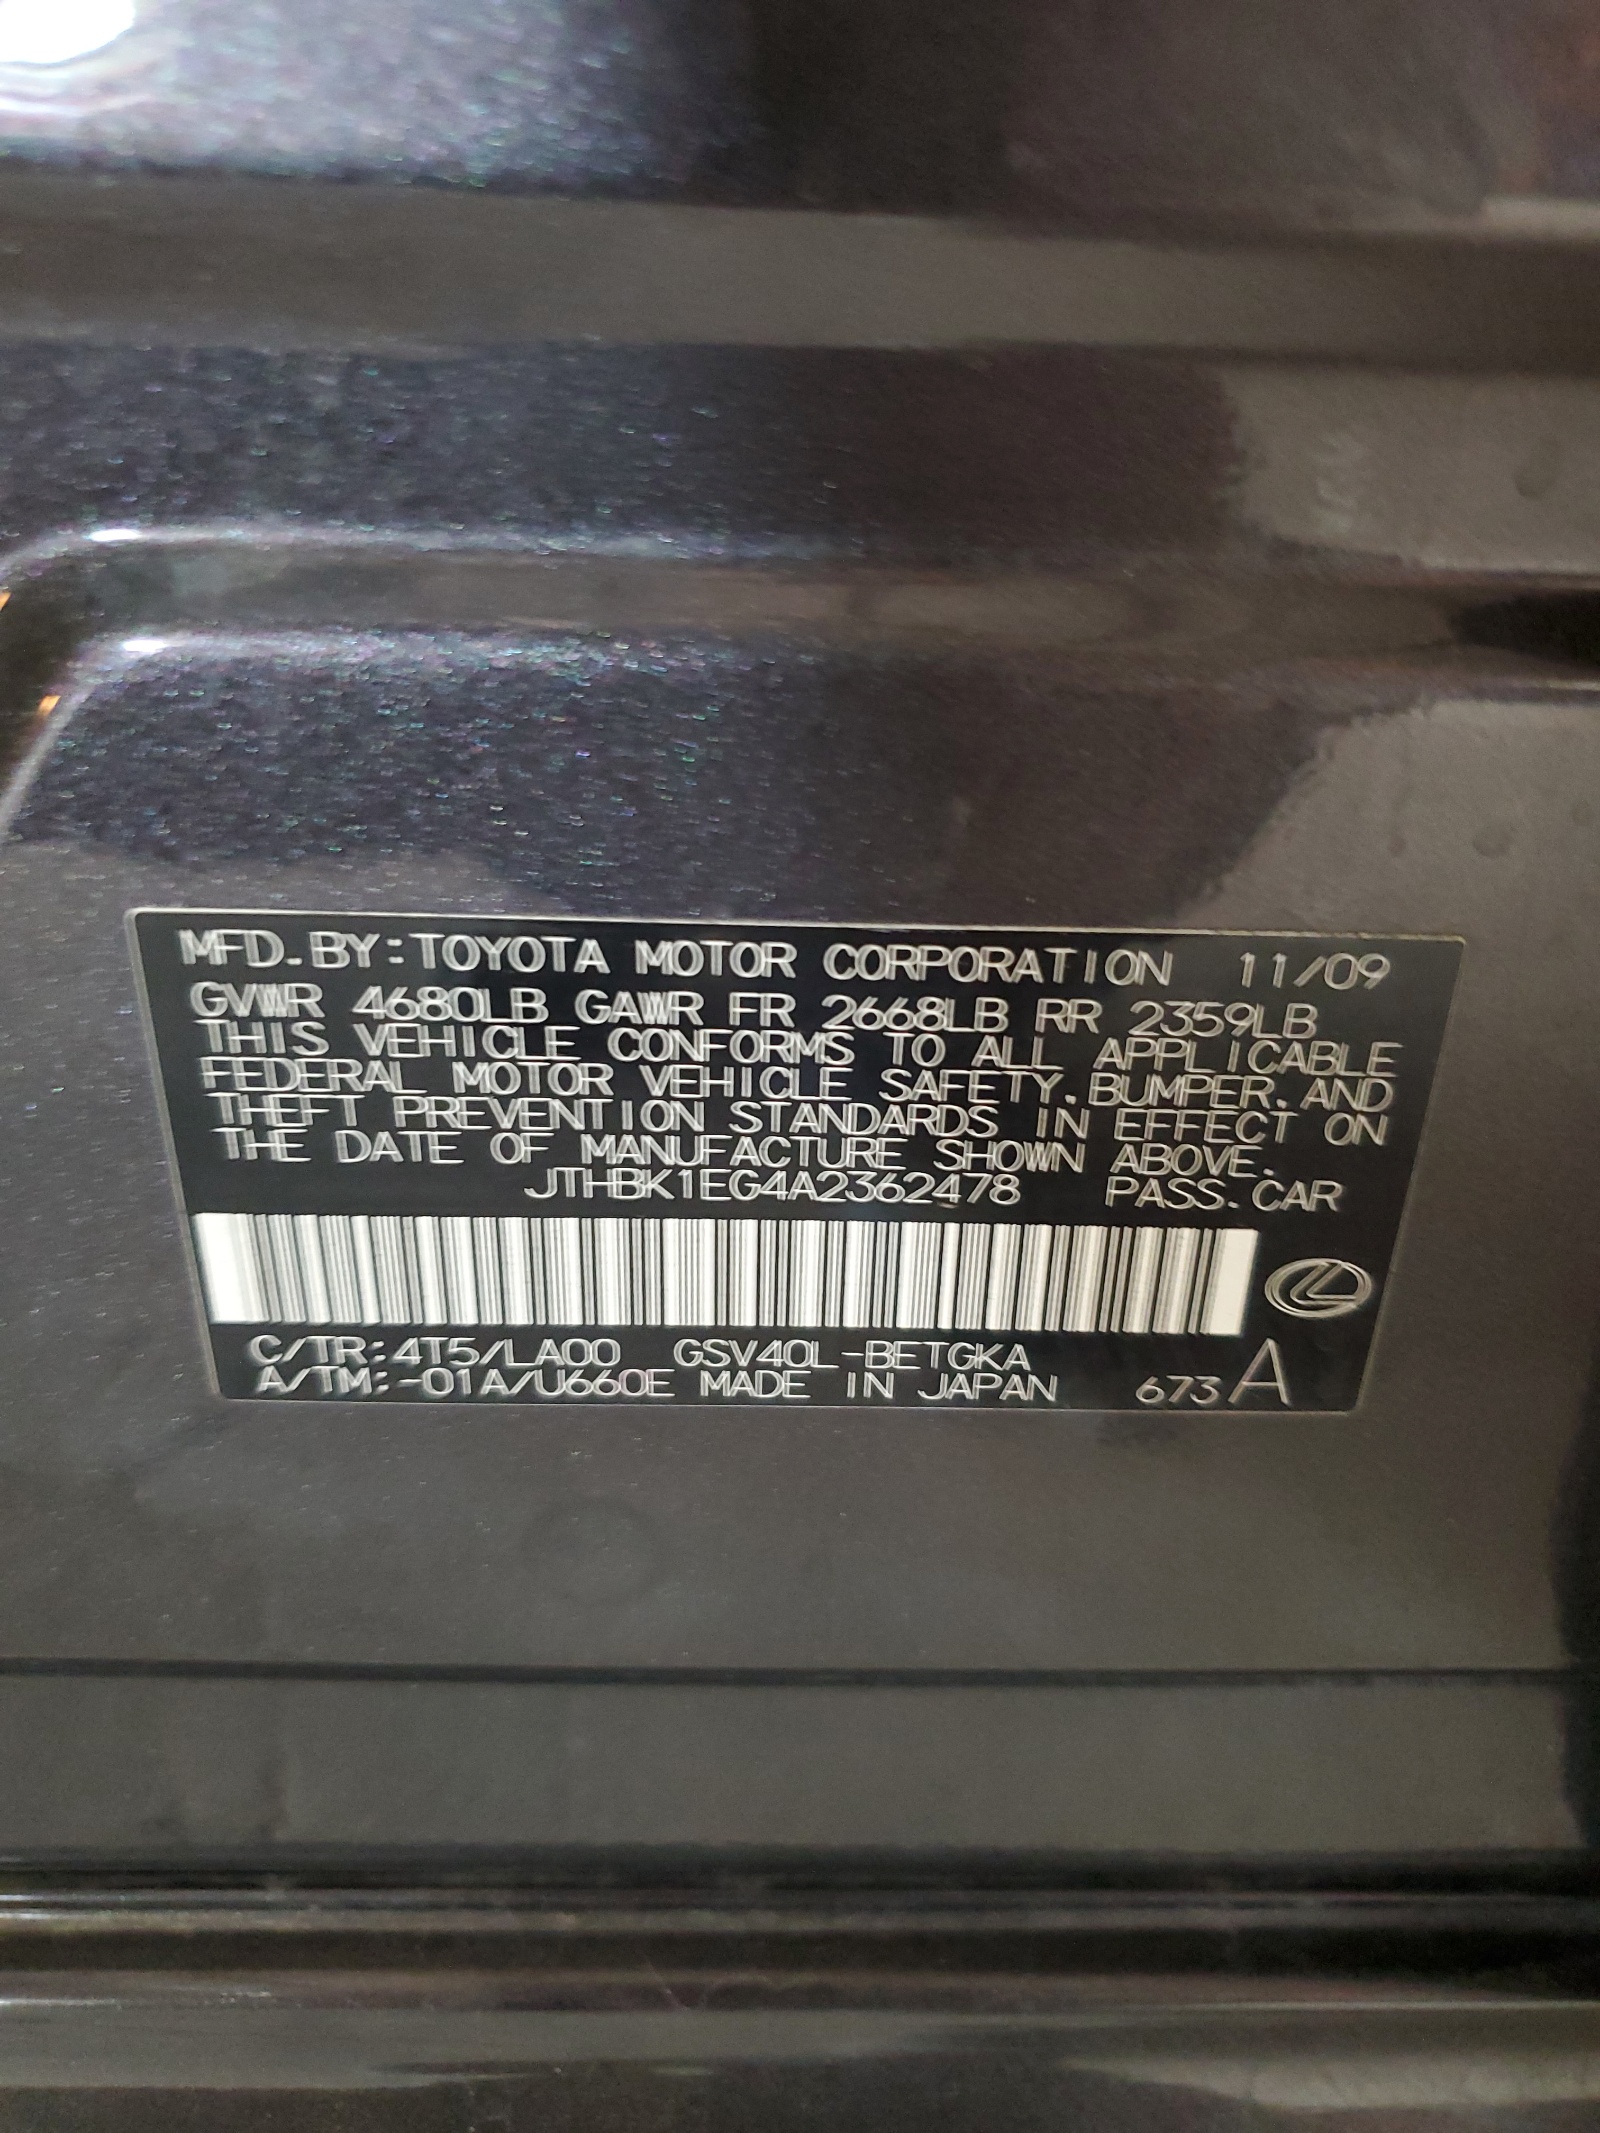 MFD. BY: TOYOTA MOTOR CORPORATION 11/09
GVWR 4680LB GAWR FR 2668LB RR 2359LB
THIS VEHICLE CONFORMS TO ALL APPLICABLE
FEDERAL MOTOR VEHICLE SAFETY, BUMPER, AND
THEFT PREVENTION STANDARDS IN EFFECT ON
THE DATE OF MANUFACTURE SHOWN ABOVE.
JTHBK1EG4A2362478 PASS. CAR
C/TR: 4T5/LA00 GSV40L-BETGKA
A/TM: -01A/U660E MADE IN JAPAN 673 A